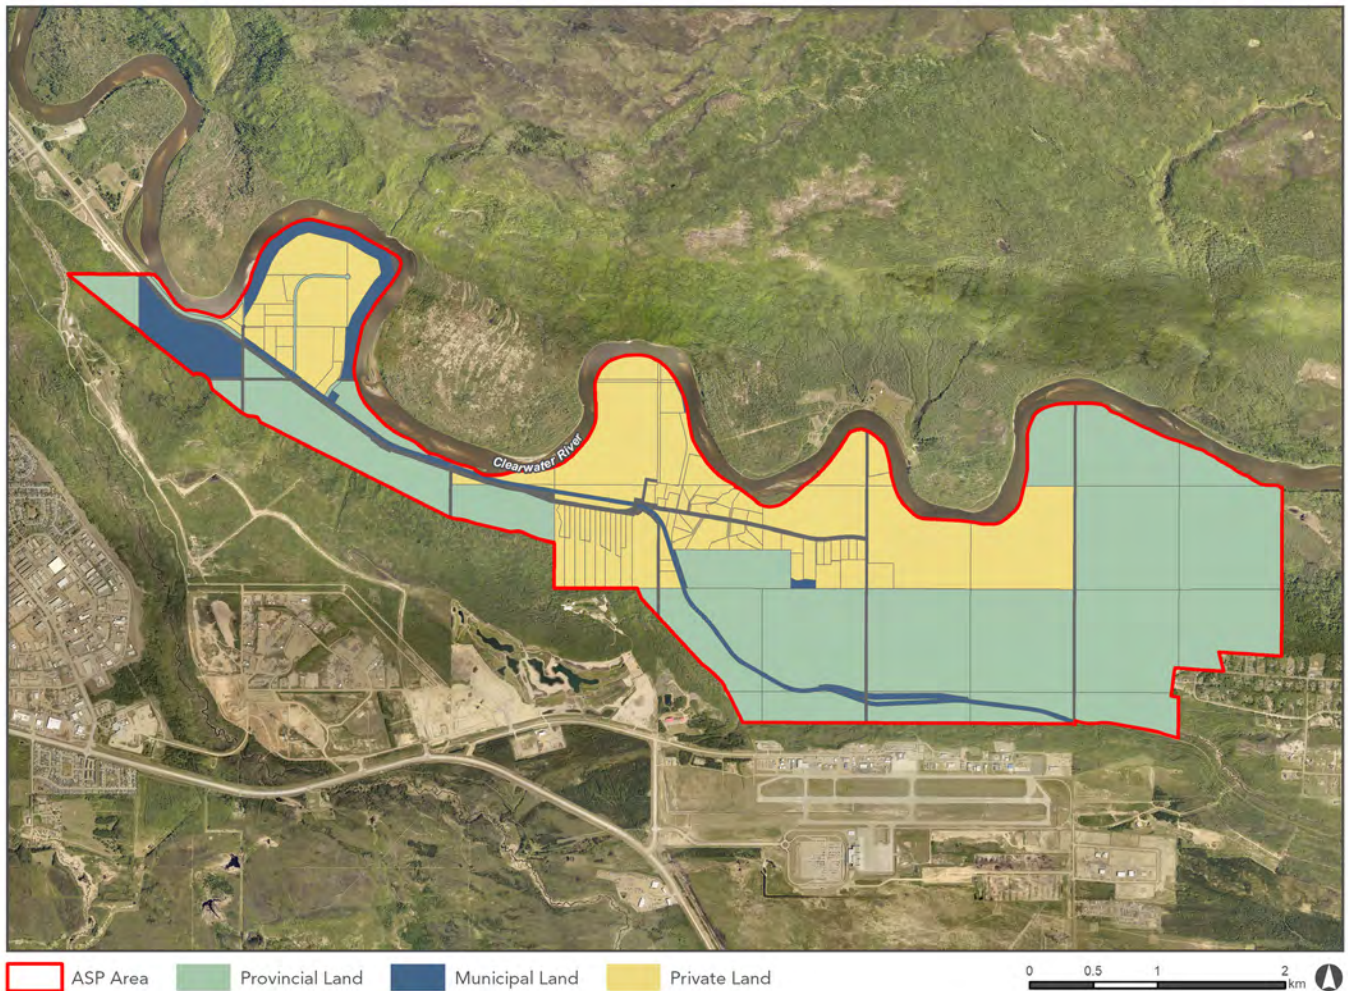 Clearwater River
ASP Area
Provincial Land
Municipal Land
Private Land
0 0.5 1 2
km